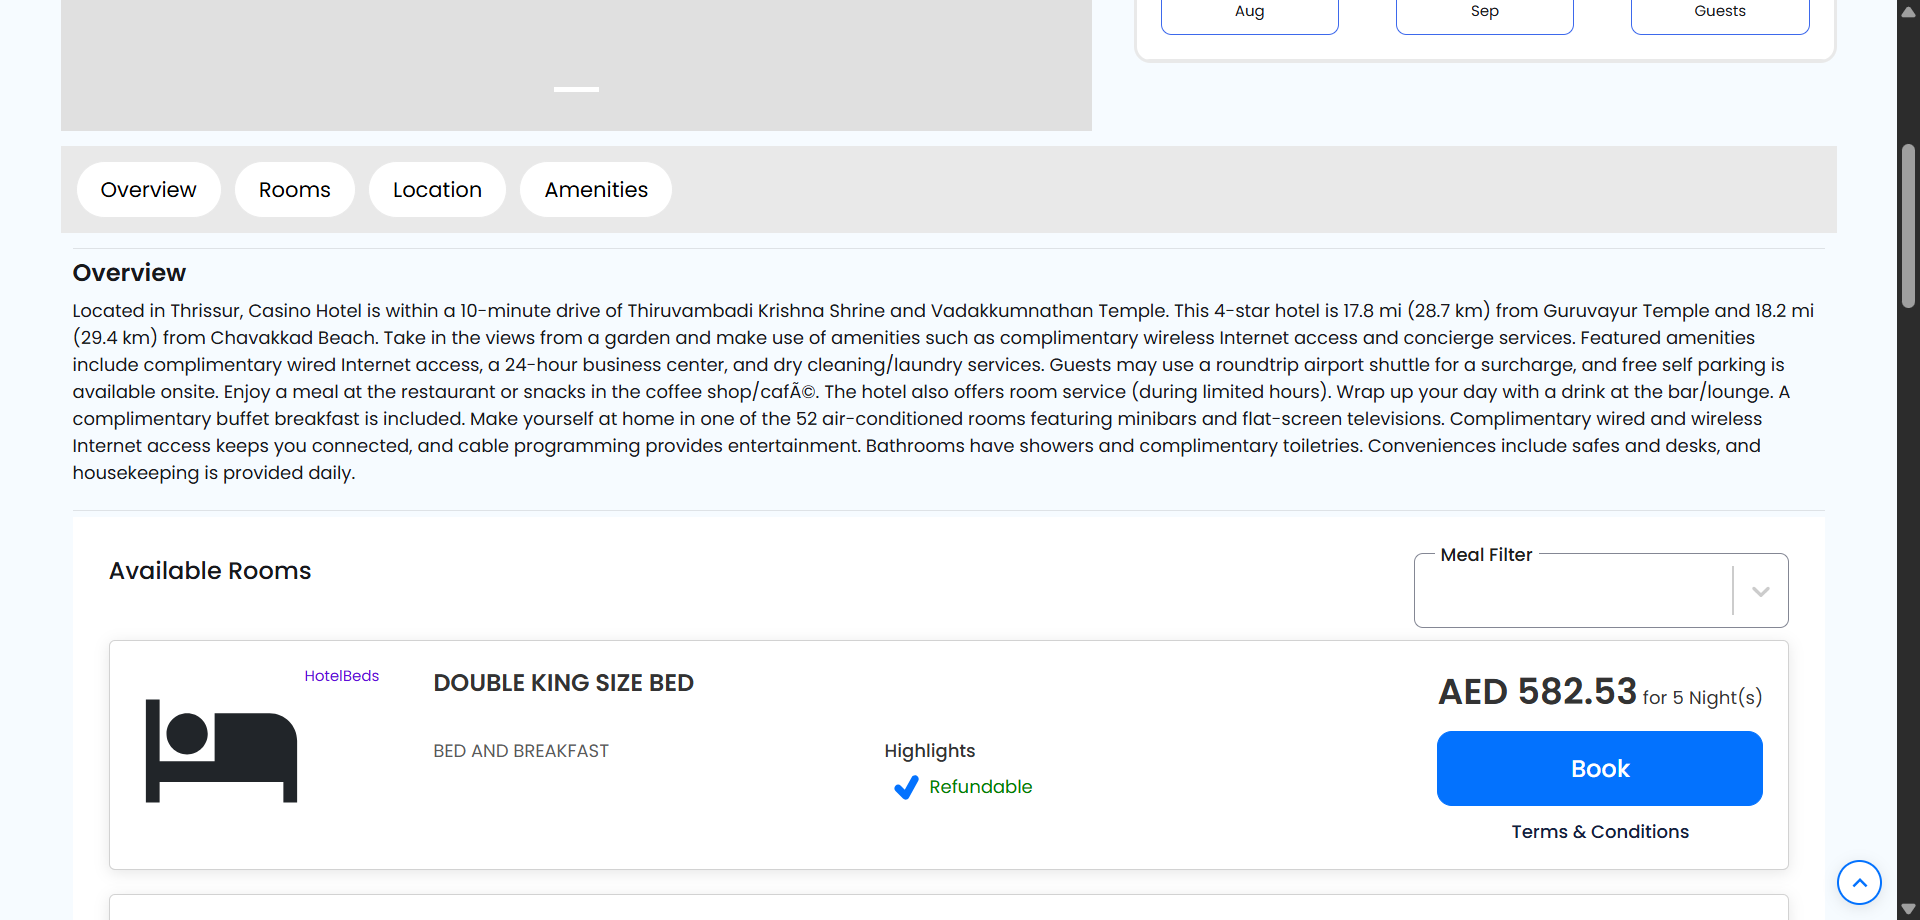 Aug
Sep
Guests
Overview
Rooms
Location
Amenities
Overview
Located in Thrissur, Casino Hotel is within a 10-minute drive of Thiruvambadi Krishna Shrine and Vadakkumnathan Temple. This 4-star hotel is 17.8 mi (28.7 km) from Guruvayur Temple and 18.2 mi
(29.4 km) from Chavakkad Beach. Take in the views from a garden and make use of amenities such as complimentary wireless Internet access and concierge services. Featured amenities
include complimentary wired Internet access, a 24-hour business center, and dry cleaning/laundry services. Guests may use a roundtrip airport shuttle for a surcharge, and free self parking is
available onsite. Enjoy a meal at the restaurant or snacks in the coffee shop/cafÃ©. The hotel also offers room service (during limited hours). Wrap up your day with a drink at the bar/lounge. A
complimentary buffet breakfast is included. Make yourself at home in one of the 52 air-conditioned rooms featuring minibars and flat-screen televisions. Complimentary wired and wireless
Internet access keeps you connected, and cable programming provides entertainment. Bathrooms have showers and complimentary toiletries. Conveniences include safes and desks, and
housekeeping is provided daily.
Available Rooms
Meal Filter
HotelBeds
DOUBLE KING SIZE BED
BED AND BREAKFAST
Highlights
Refundable
AED 582.53 for 5 Night(s)
Book
Terms & Conditions